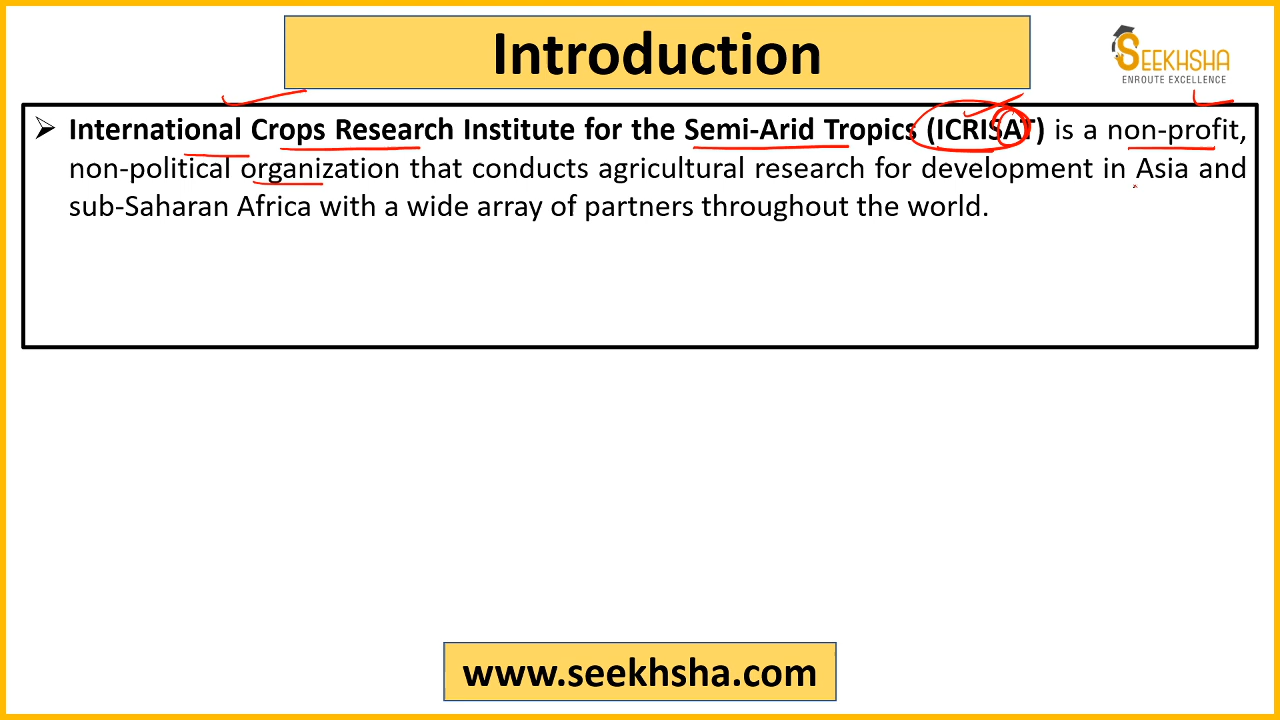 Introduction
SEEKHSHA
ENROUTE EXCELLENCE
➢ International Crops Research Institute for the Semi-Arid Tropics (ICRISAT) is a non-profit,
non-political organization that conducts agricultural research for development in Asia and
sub-Saharan Africa with a wide array of partners throughout the world.
www.seekhsha.com